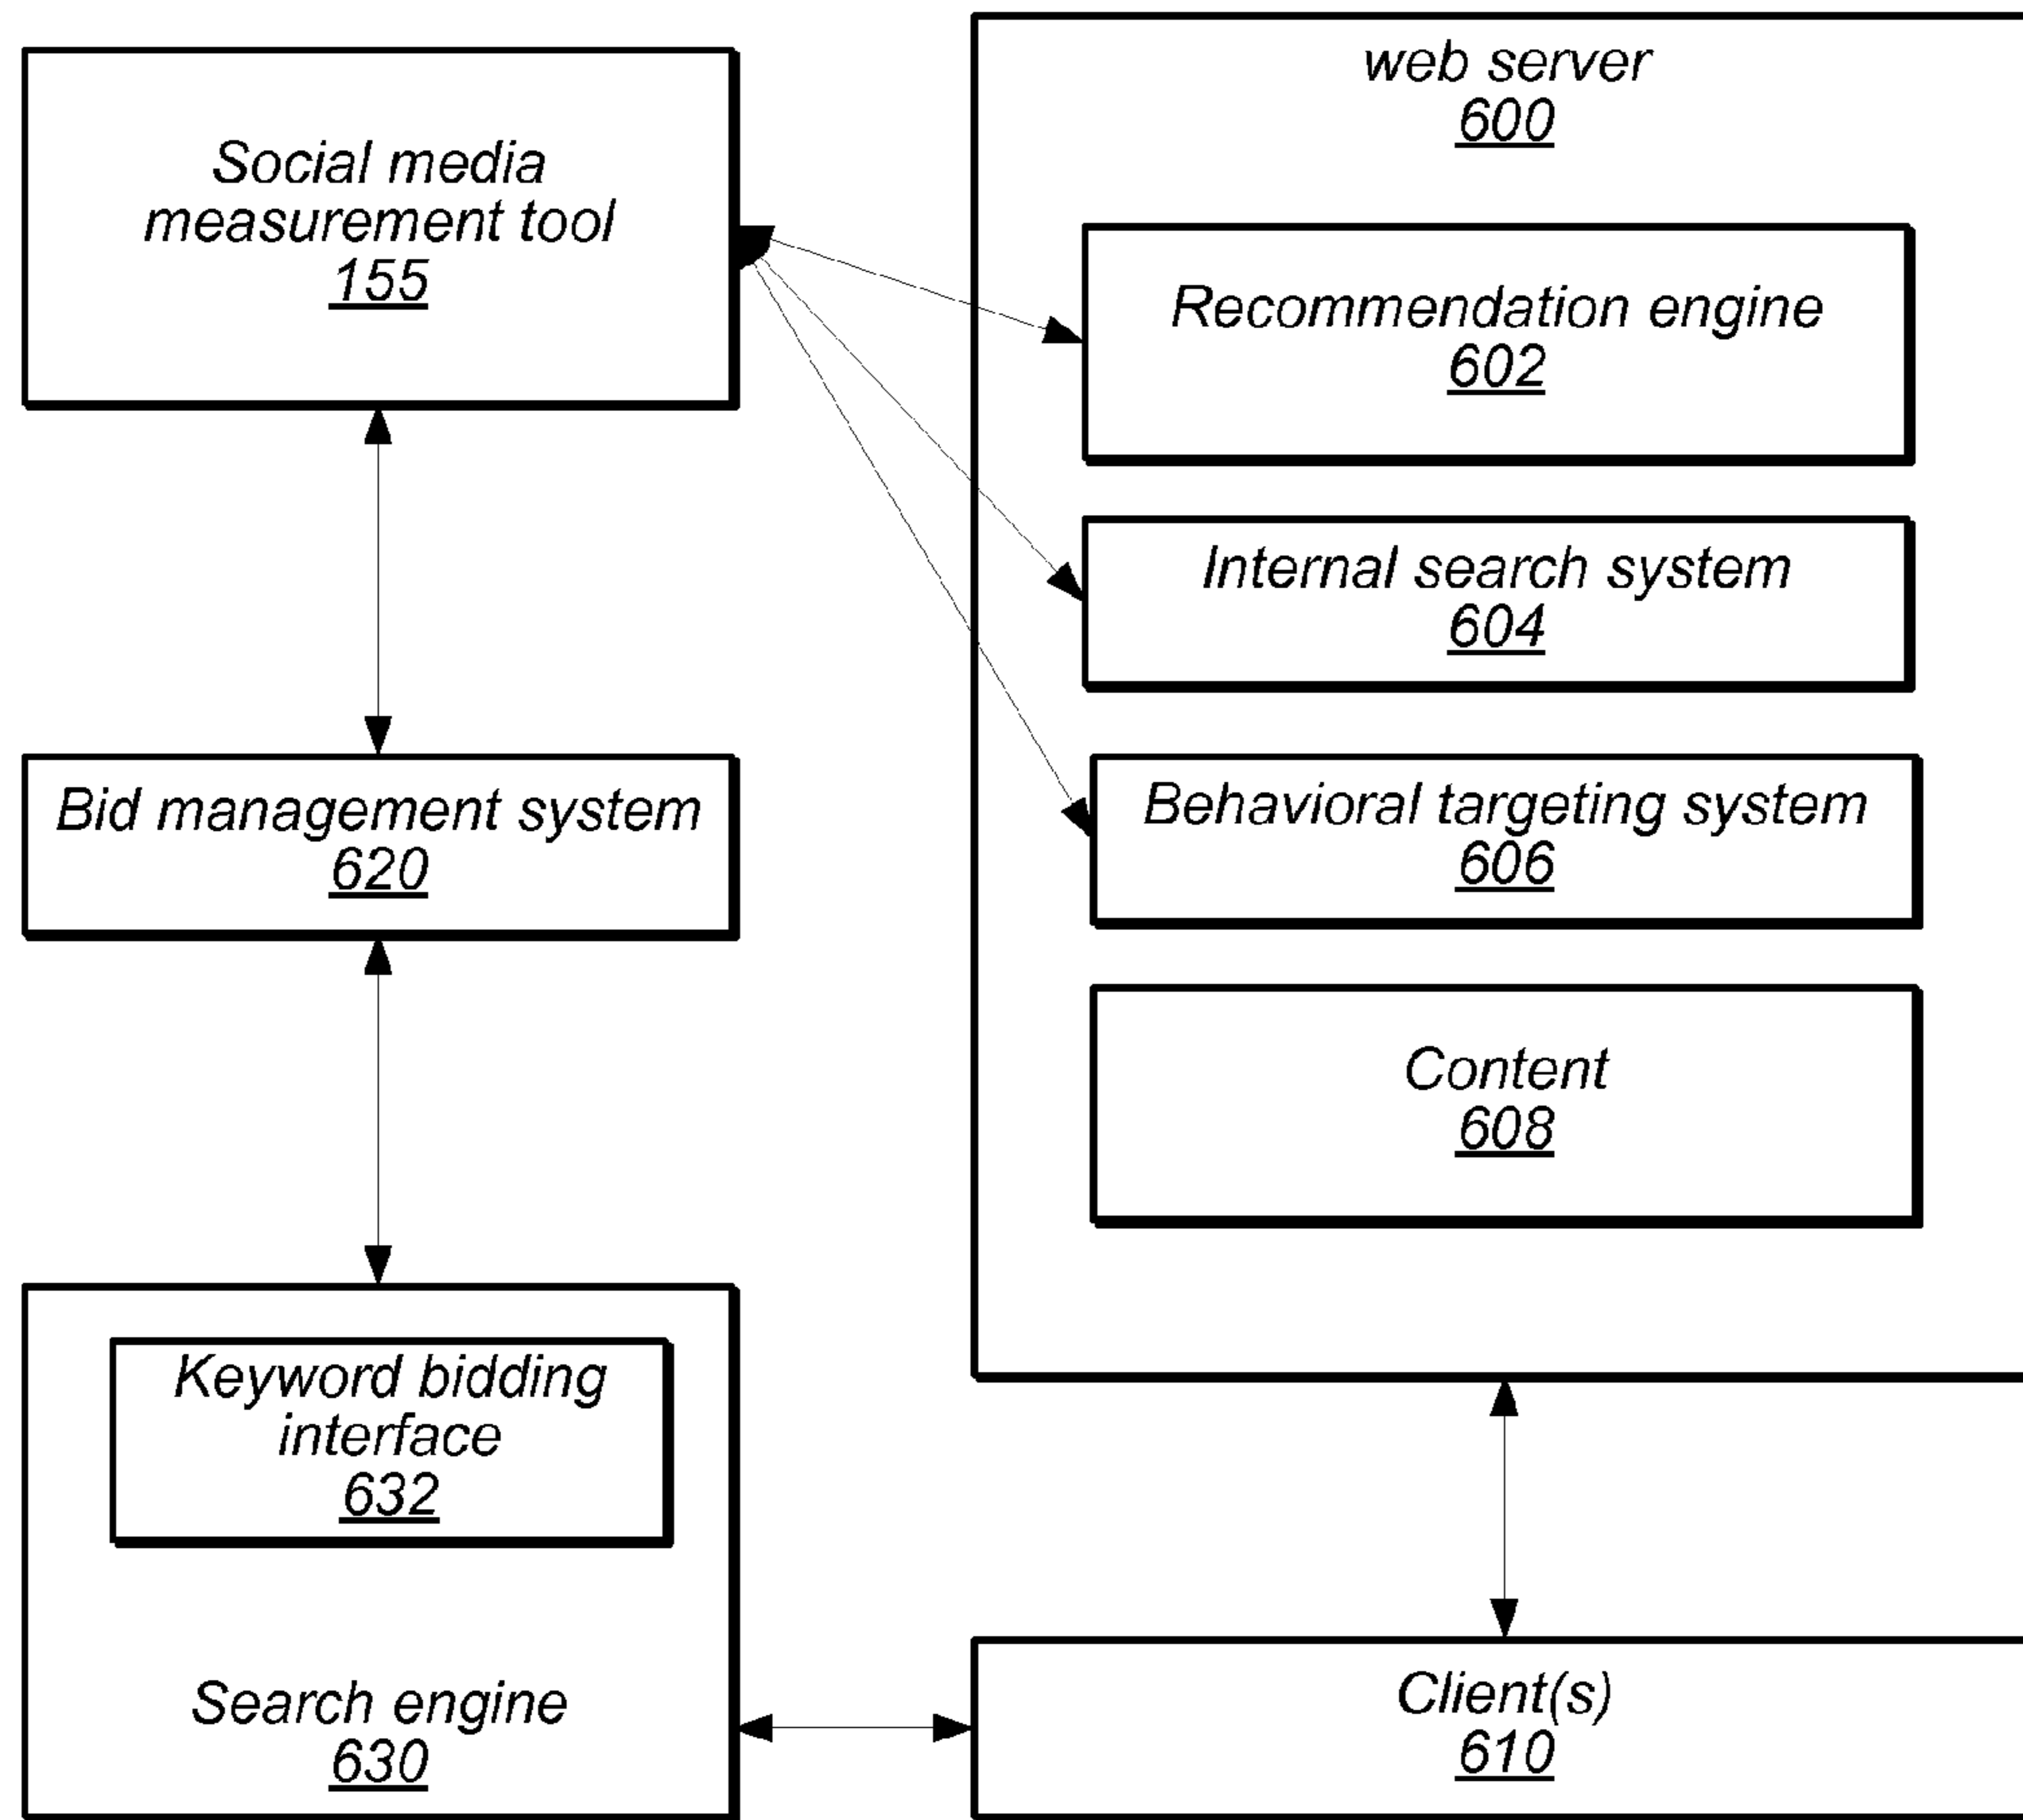 Social media
measurement tool
155
Bid management system
620
Keyword bidding
interface
632
Search engine
630
web server
600
Recommendation engine
602
Internal search system
604
Behavioral targeting system
606
Content
608
Client(s)
610